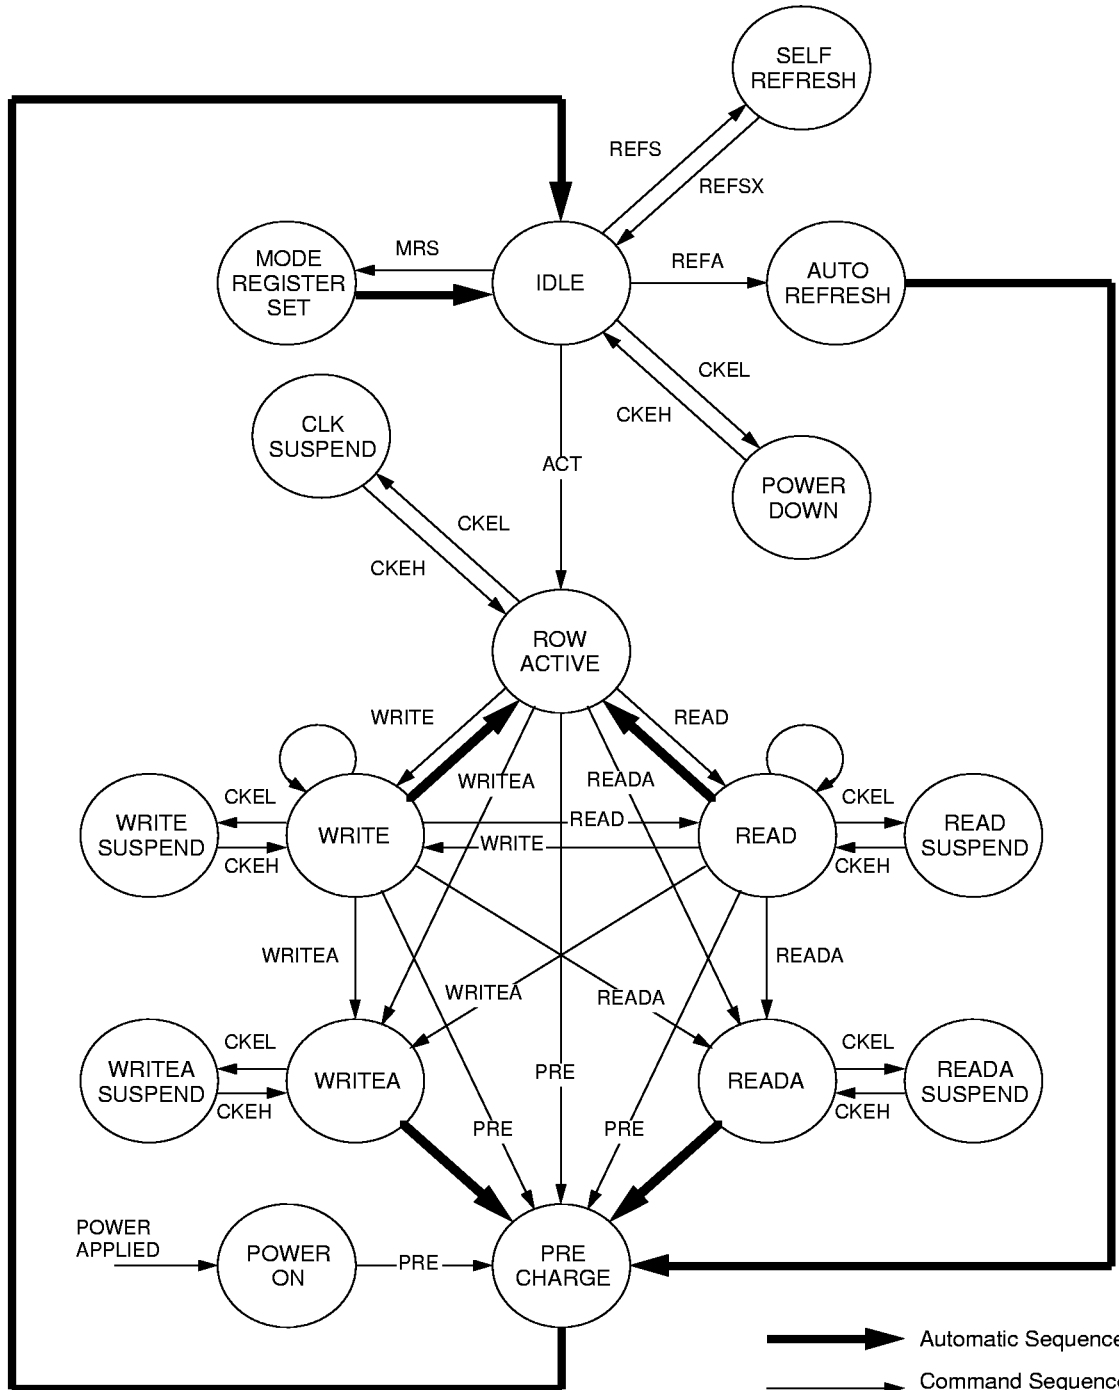 SELF
REFRESH
REFS
REFSX
MODE
REGISTER
SET
MRS
IDLE
REFA
AUTO
REFRESH
CKEL
CKEH
CLK
SUSPEND
POWER
DOWN
ACT
CKEL
CKEH
ROW
ACTIVE
WRITE
READ
WRITEA
READA
CKEL
CKEL
WRITE
SUSPEND
WRITE
READ
WRITE
READ
READ
SUSPEND
CKEH
CKEH
WRITEA
READA
WRITEA
READA
CKEL
CKEL
WRITEA
SUSPEND
WRITEA
PRE
READA
READA
SUSPEND
CKEH
CKEH
PRE
PRE
POWER
APPLIED
POWER
ON
PRE
PRE
CHARGE
Automatic Sequence
Command Sequence